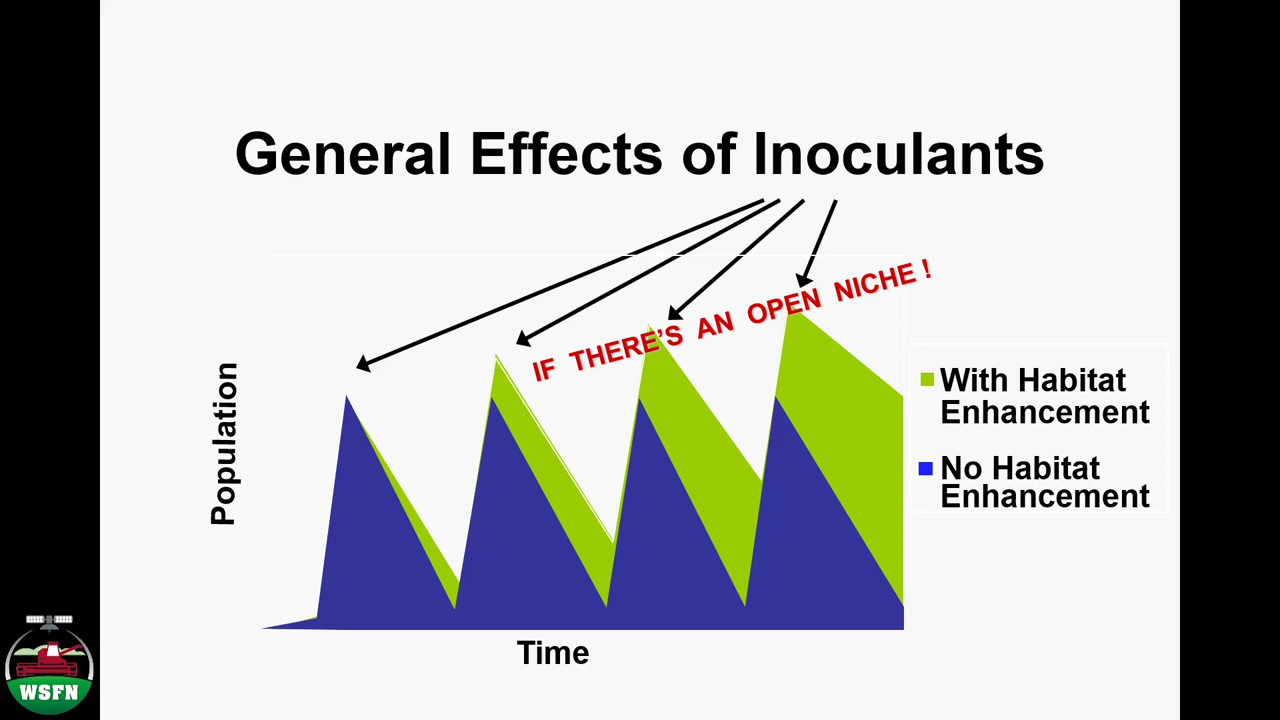 General Effects of Inoculants
IF THERE'S AN OPEN NICHE !
Population
With Habitat
Enhancement
No Habitat
Enhancement
Time
WSFN